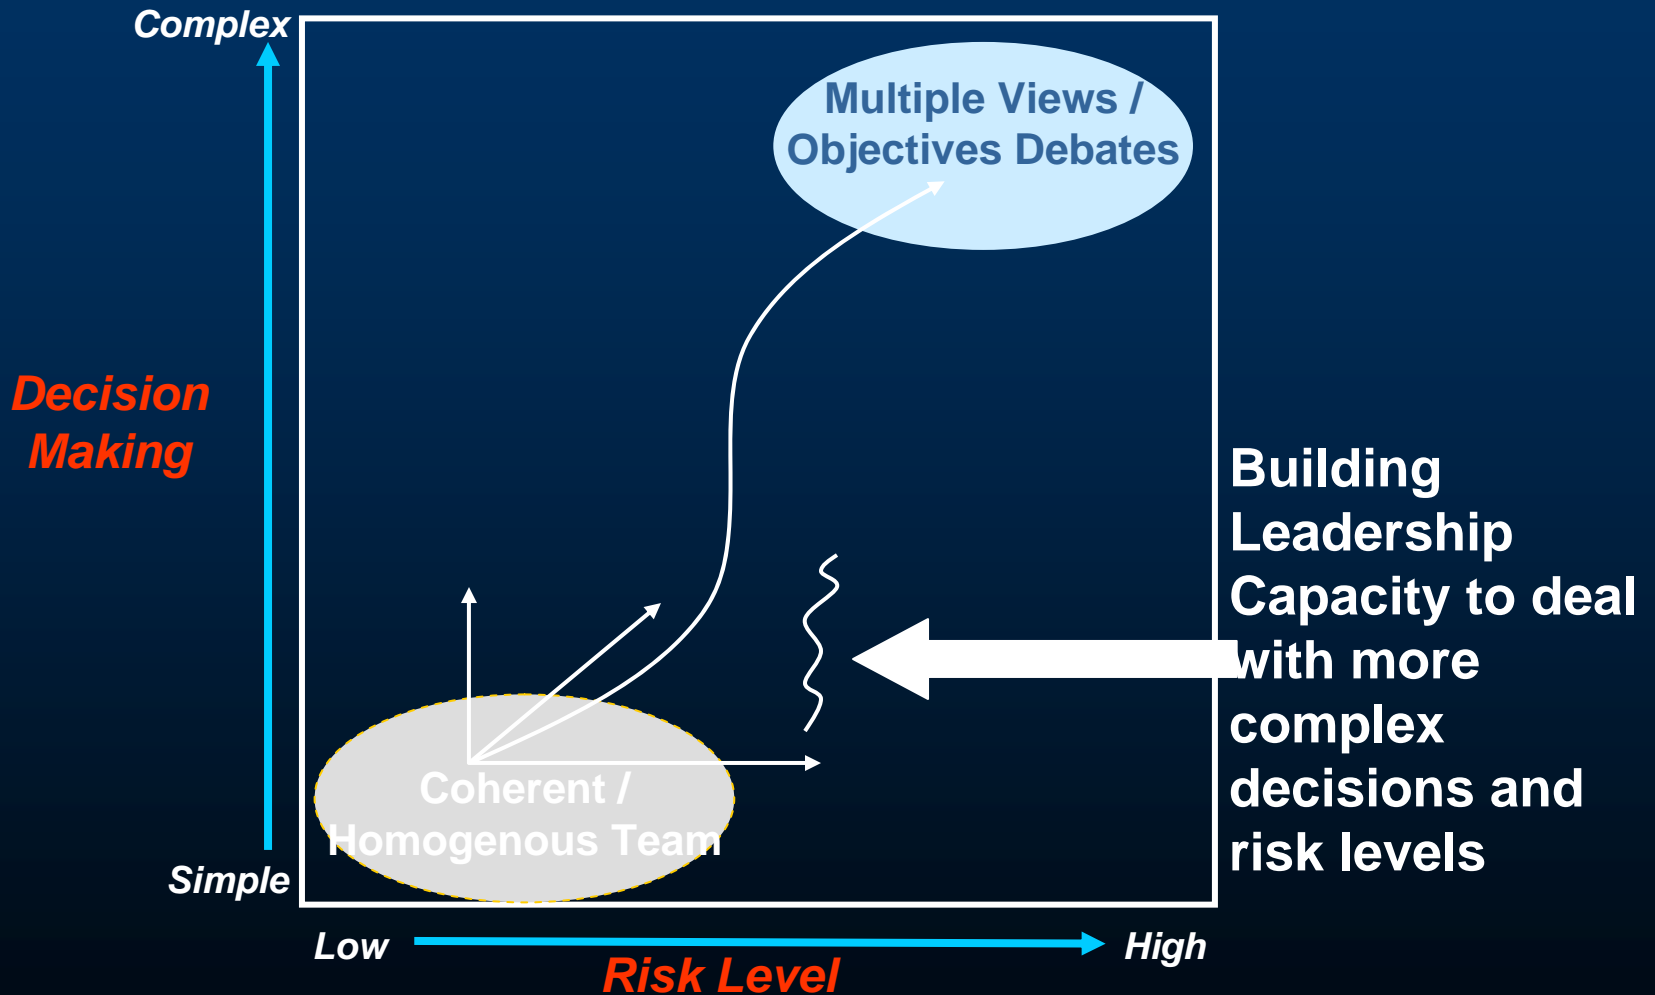 Complex
Multiple Views /
Objectives Debates
Decision
Making
Building
Leadership
Capacity to deal
with more
complex
decisions and
risk levels
Coherent /
Homogenous Team
Simple
Low
High
Risk Level